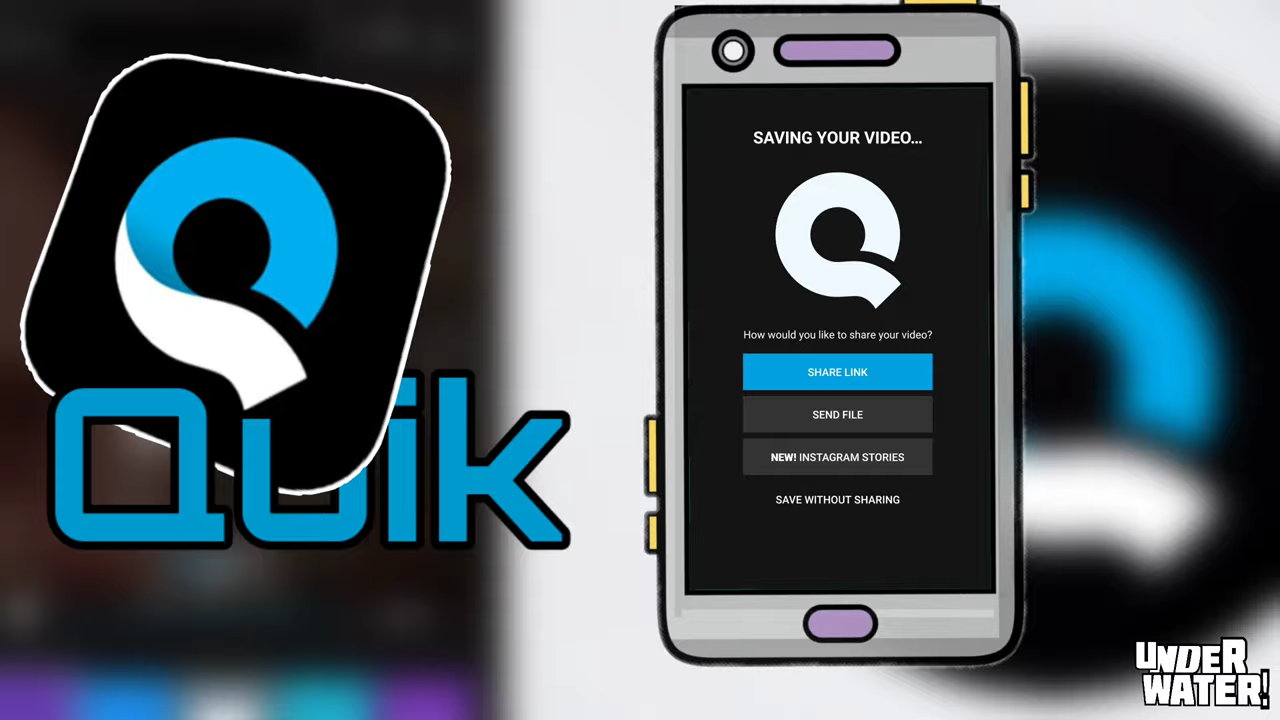 Quik
SAVING YOUR VIDEO...
How would you like to share your video?
SHARE LINK
SEND FILE
NEW! INSTAGRAM STORIES
SAVE WITHOUT SHARING
UNDER
WATER!